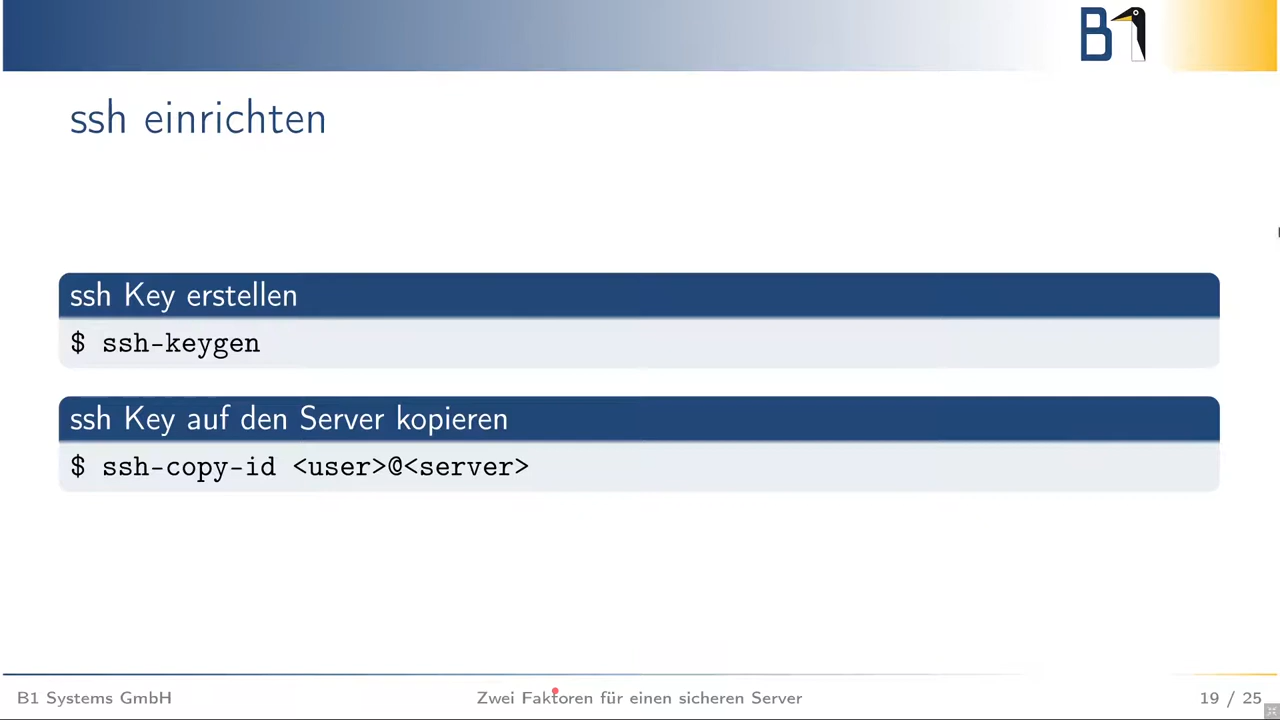 B1
ssh einrichten
ssh Key erstellen
$ ssh-keygen
ssh Key auf den Server kopieren
$ ssh-copy-id <user>@<server>
B1 Systems GmbH
Zwei Faktoren für einen sicheren Server
19 / 25